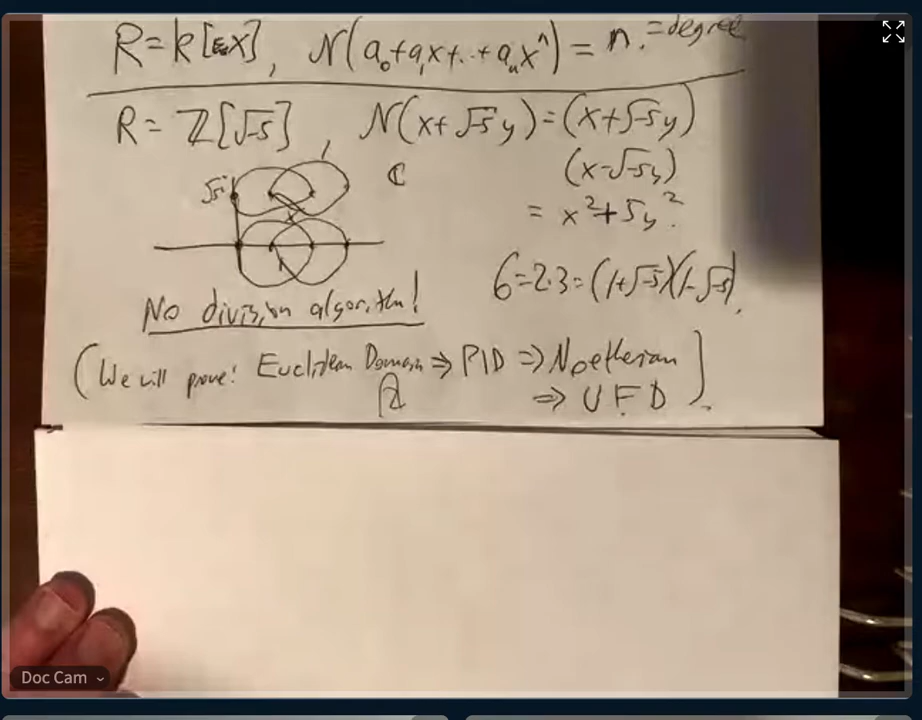 R = k[x], N(a₀+a₁x+..+aₙxⁿ) = n. = degree
R = ℤ[√-5], N(x+√-5y) = (x+√-5y)
(x-√-5y)
= x²+5y².
√-5 ℂ
6=2·3=(1+√-5)(1-√-5).
No division algorithm!
(We will prove: Euclidean Domain ⇒ PID ⇒ Noetherian
⇒ UFD).
Doc Cam